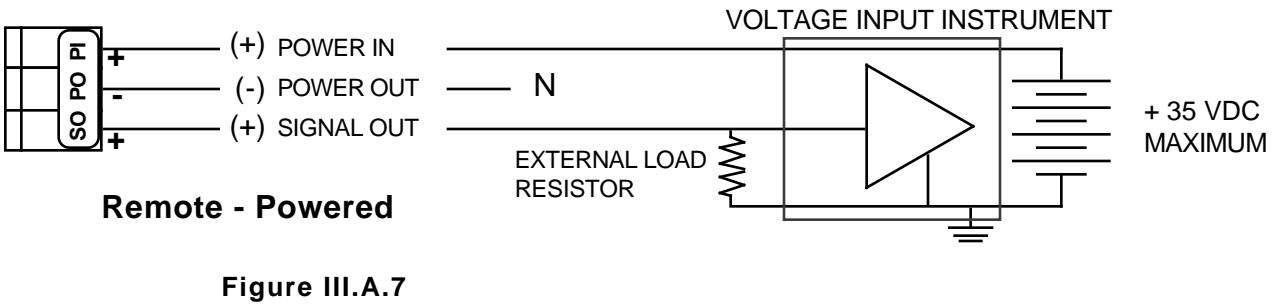 VOLTAGE INPUT INSTRUMENT
PI + (+) POWER IN
PO - (-) POWER OUT N
SO + (+) SIGNAL OUT
+ 35 VDC
MAXIMUM
EXTERNAL LOAD
RESISTOR
Remote - Powered
Figure III.A.7